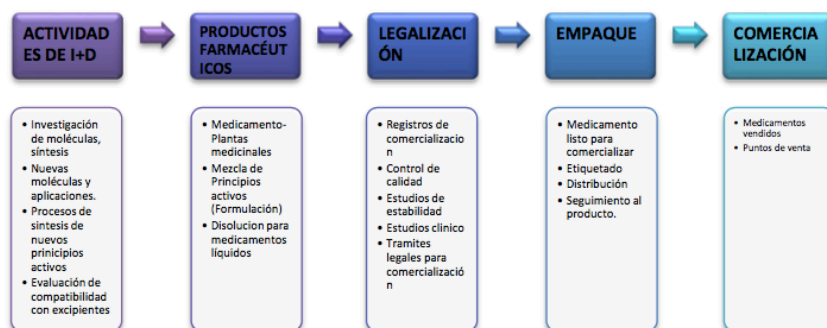 ACTIVIDAD
ES DE I+D
PRODUCTOS
FARMACÉUT
ICOS
LEGALIZACI
ÓN
EMPAQUE
COMERCIA
LIZACIÓN
• Investigación
de moléculas,
síntesis
• Nuevas
moléculas y
aplicaciones.
• Procesos de
sintesis de
nuevos
prinicipios
activos
• Evaluación de
compatibilidad
con excipientes
• Medicamento-
Plantas
medicinales
• Mezcla de
Principios
activos
(Formulación)
• Disolucion para
medicamentos
líquidos
• Registros de
comercializacio
n
• Control de
calidad
• Estudios de
estabilidad
• Estudios clinico
• Tramites
legales para
comercializació
n
• Medicamento
listo para
comercializar
• Etiquetado
• Distribución
• Seguimiento al
producto.
• Medicamentos
vendidos
• Puntos de venta